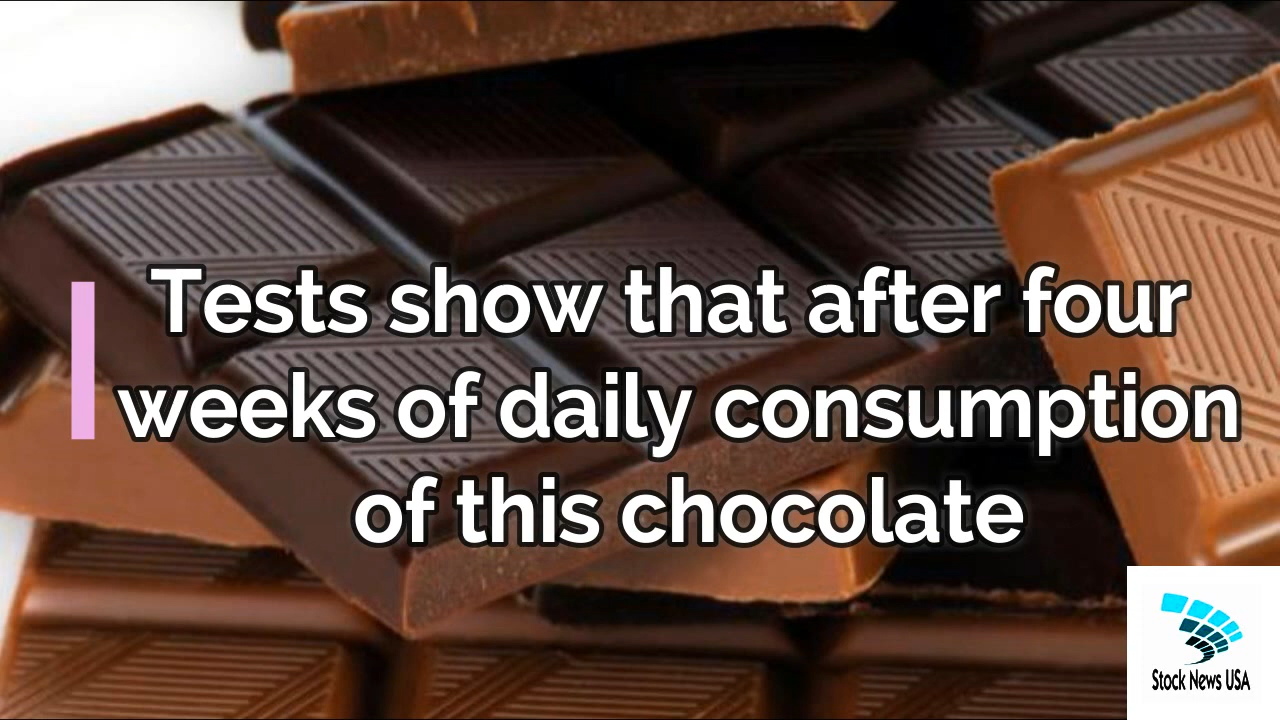 Tests show that after four
weeks of daily consumption
of this chocolate
Stock News USA